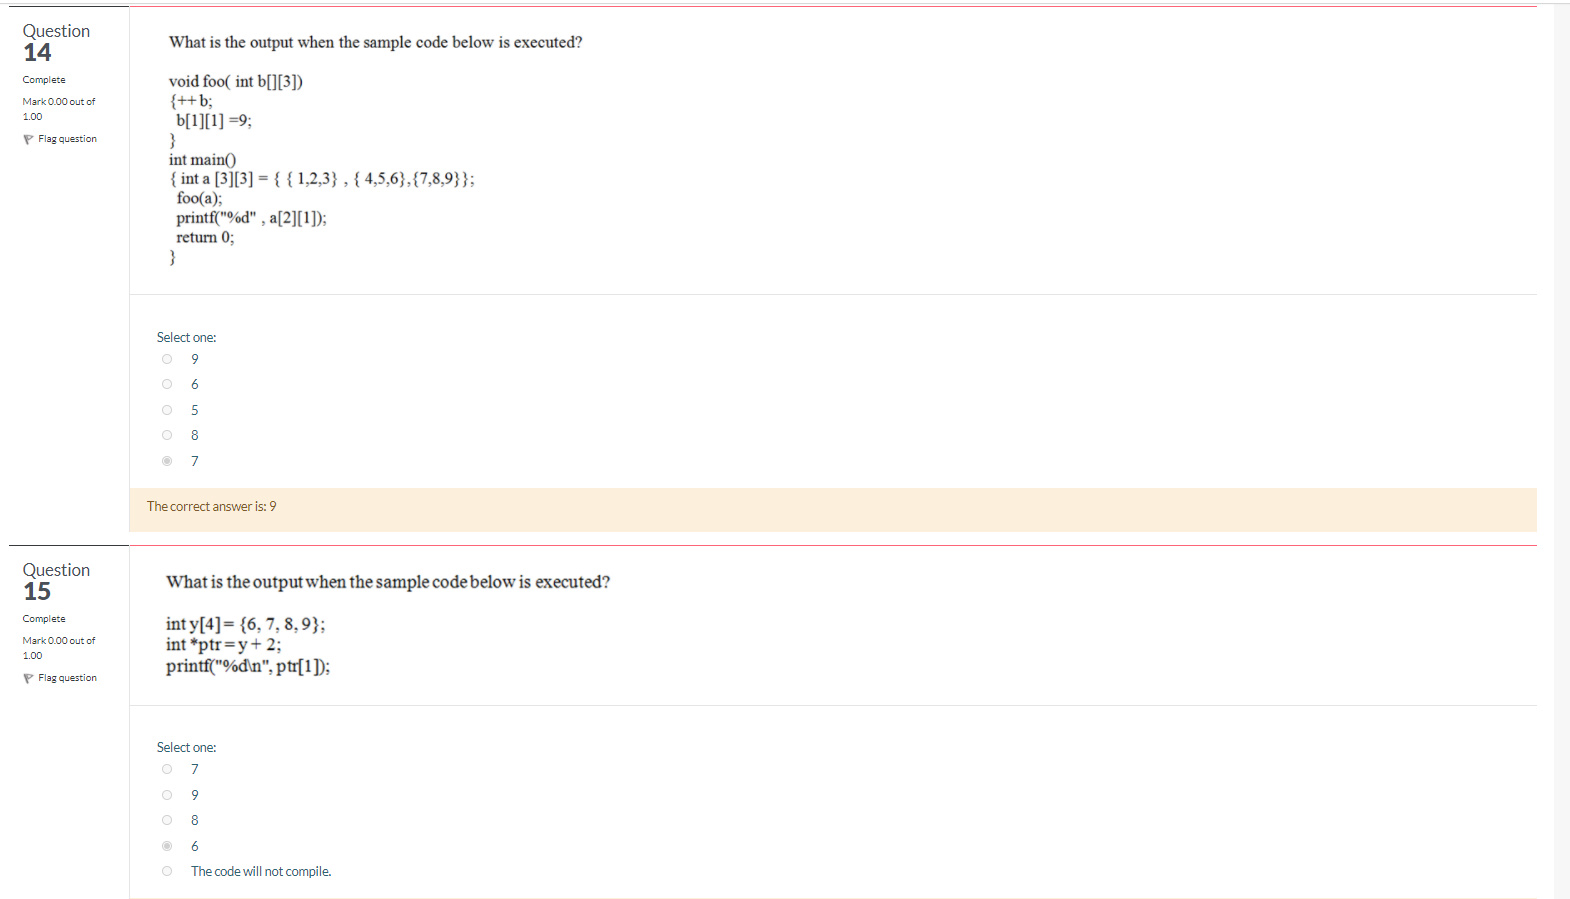 Question
14
Complete
Mark 0.00 out of
1.00
Flag question
What is the output when the sample code below is executed?
void foo( int b[][3])
{++b;
b[1][1] =9;
}
int main()
{ int a [3][3] = { { 1,2,3} , { 4,5,6},{7,8,9}};
foo(a);
printf("%d" , a[2][1]);
return 0;
}
Select one:
9
6
5
8
7
The correct answer is: 9
Question
15
Complete
Mark 0.00 out of
1.00
Flag question
What is the output when the sample code below is executed?
int y[4]= {6, 7, 8, 9};
int *ptr = y + 2;
printf("%d\n", ptr[1]);
Select one:
7
9
8
6
The code will not compile.